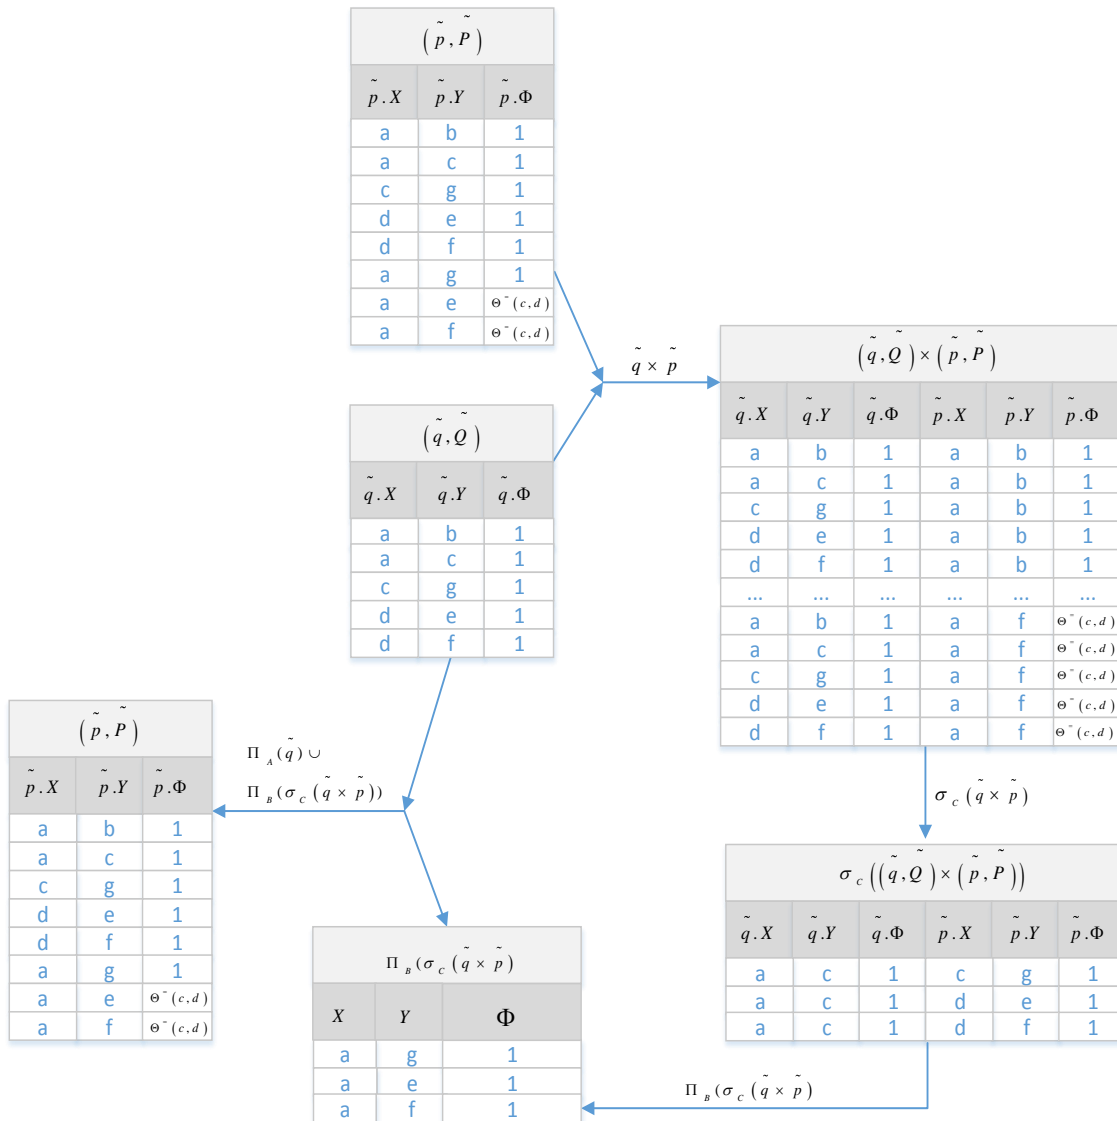 ( p̃ , P̃ )
p̃ . X p̃ . Y p̃ . Φ
a b 1
a c 1
c g 1
d e 1
d f 1
a g 1
a e Θ⁼(c,d)
a f Θ⁼(c,d)
q̃ × p̃
( q̃ , Q̃ )
q̃ . X q̃ . Y q̃ . Φ
a b 1
a c 1
c g 1
d e 1
d f 1
( q̃ , Q̃ ) × ( p̃ , P̃ )
q̃ . X q̃ . Y q̃ . Φ p̃ . X p̃ . Y p̃ . Φ
a b 1 a b 1
a c 1 a b 1
c g 1 a b 1
d e 1 a b 1
d f 1 a b 1
... ... ... ... ... ...
a b 1 a f Θ⁼(c,d)
a c 1 a f Θ⁼(c,d)
c g 1 a f Θ⁼(c,d)
d e 1 a f Θ⁼(c,d)
d f 1 a f Θ⁼(c,d)
σ_C ( q̃ × p̃ )
σ_C (( q̃ , Q̃ ) × ( p̃ , P̃ ))
q̃ . X q̃ . Y q̃ . Φ p̃ . X p̃ . Y p̃ . Φ
a c 1 c g 1
a c 1 d e 1
a c 1 d f 1
Π_B (σ_C ( q̃ × p̃ )
Π_B (σ_C ( q̃ × p̃ )
X Y Φ
a g 1
a e 1
a f 1
Π_A ( q̃ ) ∪
Π_B (σ_C ( q̃ × p̃ ))
( p̃ , P̃ )
p̃ . X p̃ . Y p̃ . Φ
a b 1
a c 1
c g 1
d e 1
d f 1
a g 1
a e Θ⁼(c,d)
a f Θ⁼(c,d)